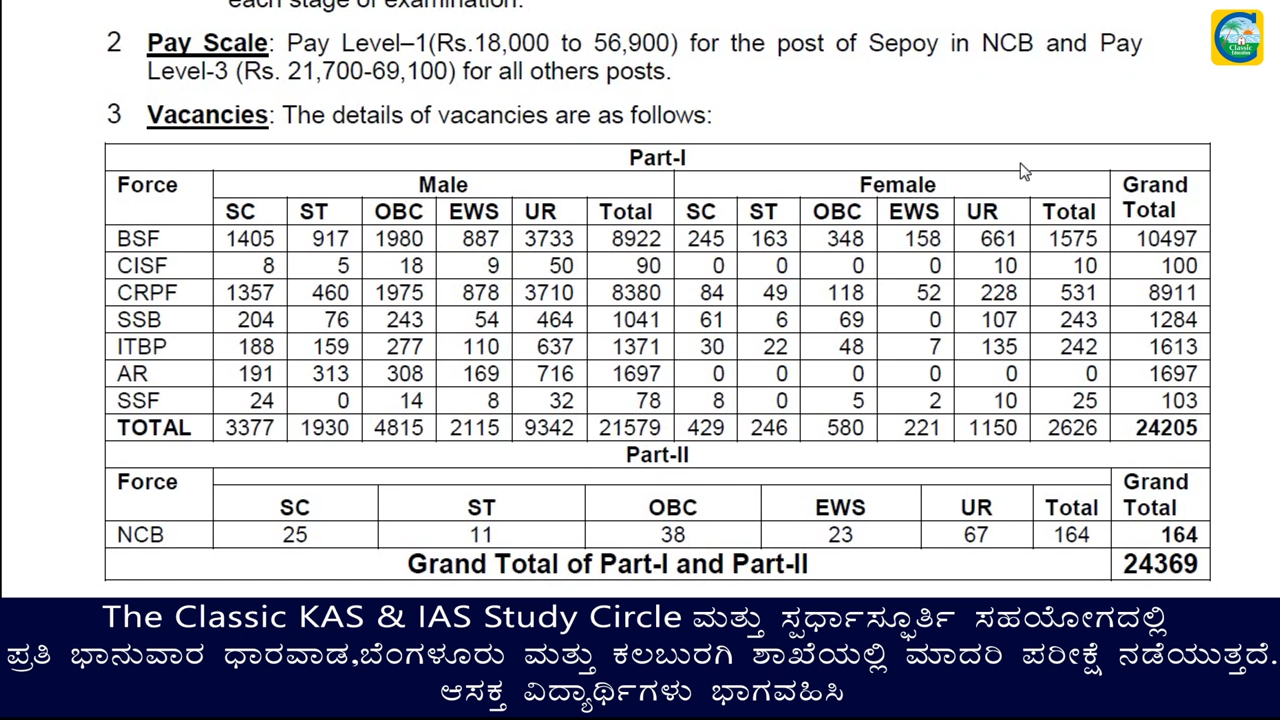 each stage of examination.
Classic
Education
2 Pay Scale: Pay Level–1(Rs.18,000 to 56,900) for the post of Sepoy in NCB and Pay
Level-3 (Rs. 21,700-69,100) for all others posts.
3 Vacancies: The details of vacancies are as follows:
Part-I
Force Male Female Grand Total
SC ST OBC EWS UR Total SC ST OBC EWS UR Total
BSF 1405 917 1980 887 3733 8922 245 163 348 158 661 1575 10497
CISF 8 5 18 9 50 90 0 0 0 0 10 10 100
CRPF 1357 460 1975 878 3710 8380 84 49 118 52 228 531 8911
SSB 204 76 243 54 464 1041 61 6 69 0 107 243 1284
ITBP 188 159 277 110 637 1371 30 22 48 7 135 242 1613
AR 191 313 308 169 716 1697 0 0 0 0 0 0 1697
SSF 24 0 14 8 32 78 8 0 5 2 10 25 103
TOTAL 3377 1930 4815 2115 9342 21579 429 246 580 221 1150 2626 24205
Part-II
Force Grand Total
SC ST OBC EWS UR Total
NCB 25 11 38 23 67 164 164
Grand Total of Part-I and Part-II 24369
The Classic KAS & IAS Study Circle ಮತ್ತು ಸ್ಪರ್ಧಾಸ್ಫೂರ್ತಿ ಸಹಯೋಗದಲ್ಲಿ
ಪ್ರತಿ ಭಾನುವಾರ ಧಾರವಾಡ,ಬೆಂಗಳೂರು ಮತ್ತು ಕಲಬುರಗಿ ಶಾಖೆಯಲ್ಲಿ ಮಾದರಿ ಪರೀಕ್ಷೆ ನಡೆಯುತ್ತದೆ.
ಆಸಕ್ತ ವಿದ್ಯಾರ್ಥಿಗಳು ಭಾಗವಹಿಸಿ